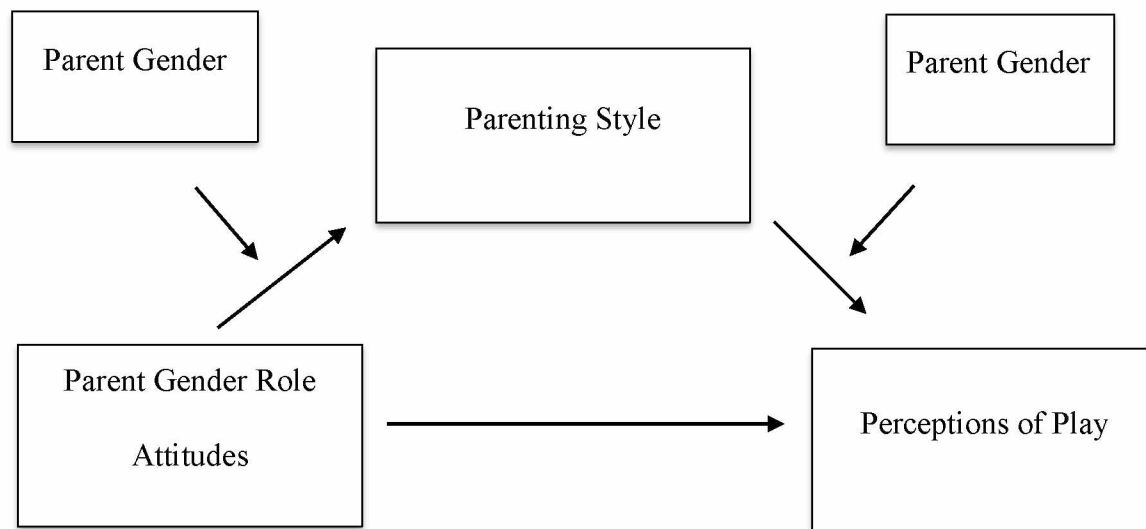 Parent Gender
Parenting Style
Parent Gender
Parent Gender Role
Attitudes
Perceptions of Play